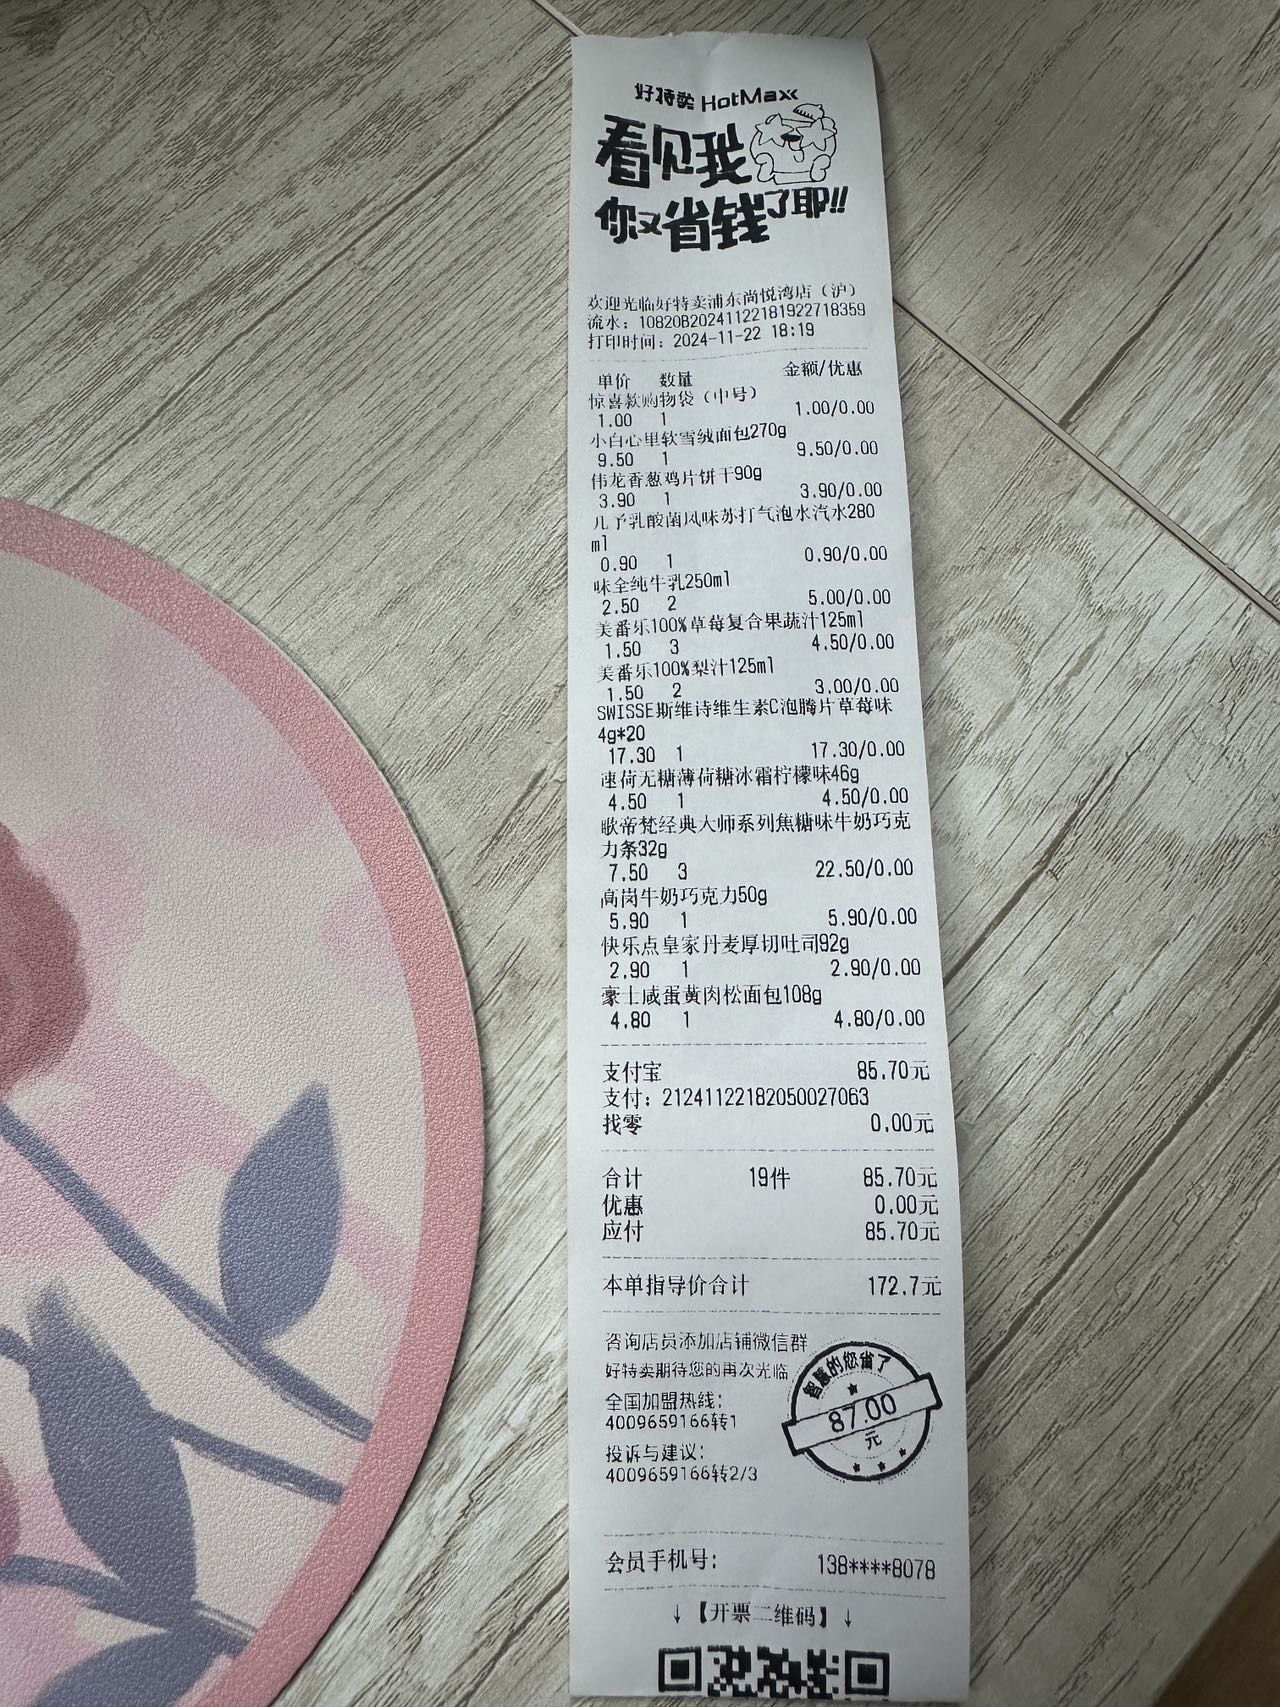 好特卖 HotMaxx
看见我
你又省钱了耶!!
欢迎光临好特卖浦东尚悦湾店（沪）
流水：10820B20241122181922718359
打印时间：2024-11-22 18:19
单价 数量 金额/优惠
惊喜款购物袋（中号）
1.00 1 1.00/0.00
小白心里软雪绒面包270g
9.50 1 9.50/0.00
伟龙香葱鸡片饼干90g
3.90 1 3.90/0.00
几予乳酸菌风味苏打气泡水汽水280
ml
0.90 1 0.90/0.00
味全纯牛乳250ml
2.50 2 5.00/0.00
美番乐100%草莓复合果蔬汁125ml
1.50 3 4.50/0.00
美番乐100%梨汁125ml
1.50 2 3.00/0.00
SWISSE斯维诗维生素C泡腾片草莓味
4g*20
17.30 1 17.30/0.00
速荷无糖薄荷糖冰霜柠檬味46g
4.50 1 4.50/0.00
歌帝梵经典大师系列焦糖味牛奶巧克
力条32g
7.50 3 22.50/0.00
高岗牛奶巧克力50g
5.90 1 5.90/0.00
快乐点皇家丹麦厚切吐司92g
2.90 1 2.90/0.00
豪士咸蛋黄肉松面包108g
4.80 1 4.80/0.00
支付宝 85.70元
支付：21241122182050027063
找零 0.00元
合计 19件 85.70元
优惠 0.00元
应付 85.70元
本单指导价合计 172.7元
咨询店员添加店铺微信群
好特卖期待您的再次光临
全国加盟热线：
4009659166转1
投诉与建议：
4009659166转2/3
智慧的您省了
87.00
元
会员手机号： 138****8078
↓【开票二维码】↓